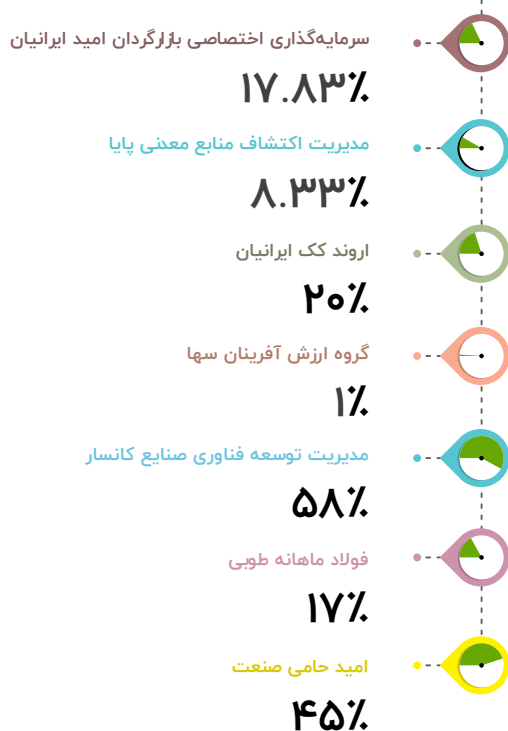 سرمایه‌گذاری اختصاصی بازارگردان امید ایرانیان
۱۷.۸۳٪
مدیریت اکتشاف منابع معدنی پایا
۸.۳۳٪
اروند کک ایرانیان
۲۰٪
گروه ارزش آفرینان سها
۱٪
مدیریت توسعه فناوری صنایع کانسار
۵۸٪
فولاد ماهانه طوبی
۱۷٪
امید حامی صنعت
۴۵٪